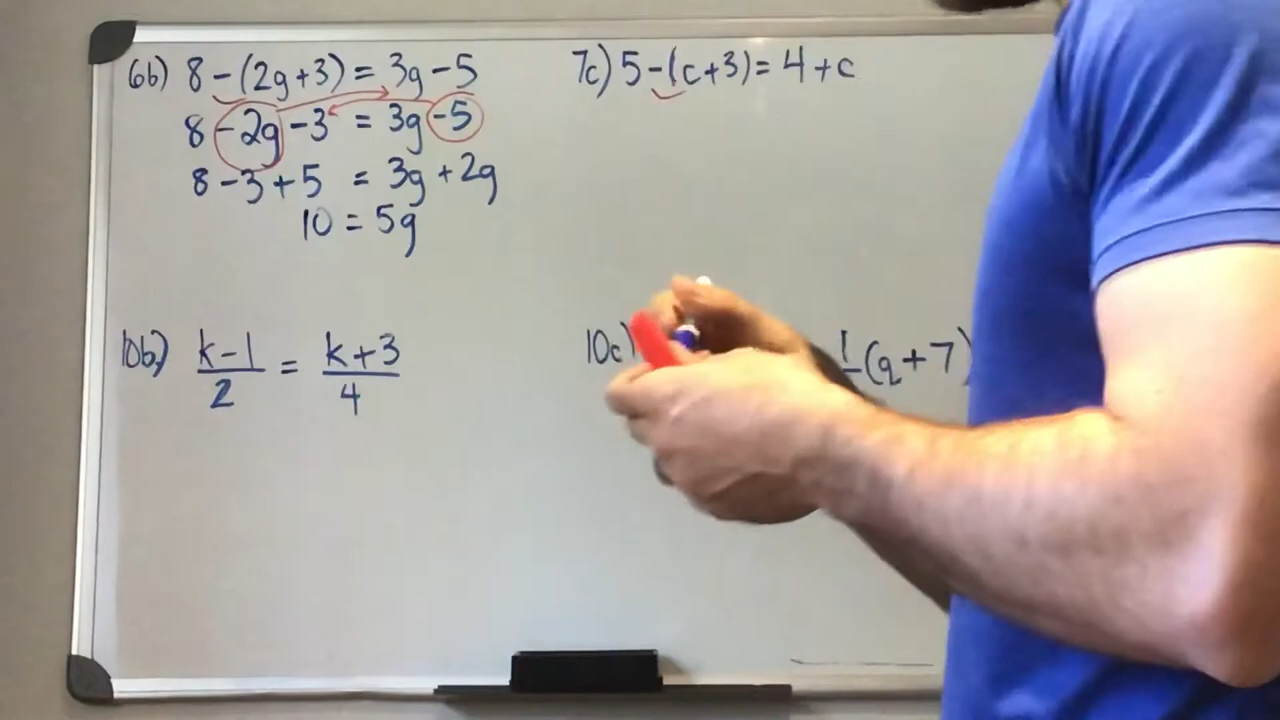 6b) 8 - (2g+3) = 3g - 5
8 - 2g - 3 = 3g - 5
8 - 3 + 5 = 3g + 2g
10 = 5g
7c) 5 - (c+3) = 4 + c
10b) k-1/2 = k+3/4
10c) (q+7)